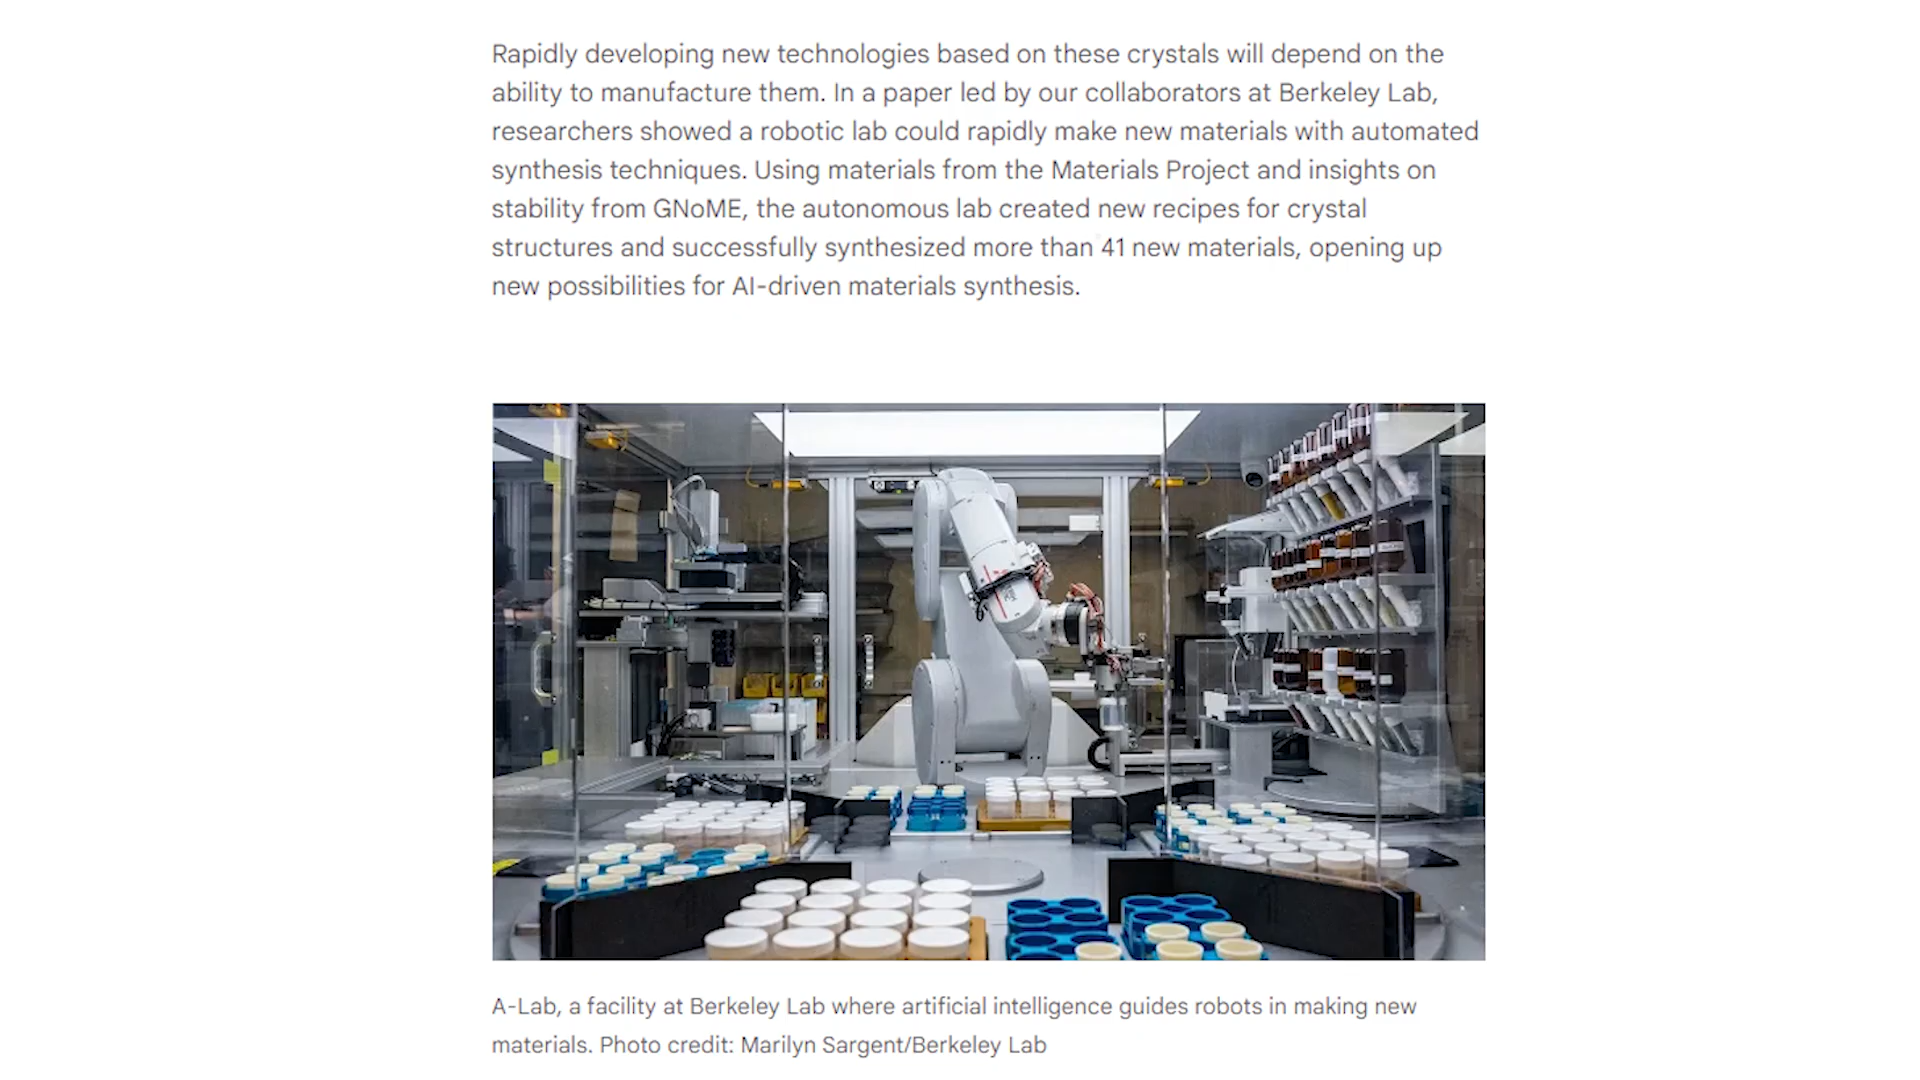 Rapidly developing new technologies based on these crystals will depend on the
ability to manufacture them. In a paper led by our collaborators at Berkeley Lab,
researchers showed a robotic lab could rapidly make new materials with automated
synthesis techniques. Using materials from the Materials Project and insights on
stability from GNoME, the autonomous lab created new recipes for crystal
structures and successfully synthesized more than 41 new materials, opening up
new possibilities for AI-driven materials synthesis.
A-Lab, a facility at Berkeley Lab where artificial intelligence guides robots in making new
materials. Photo credit: Marilyn Sargent/Berkeley Lab